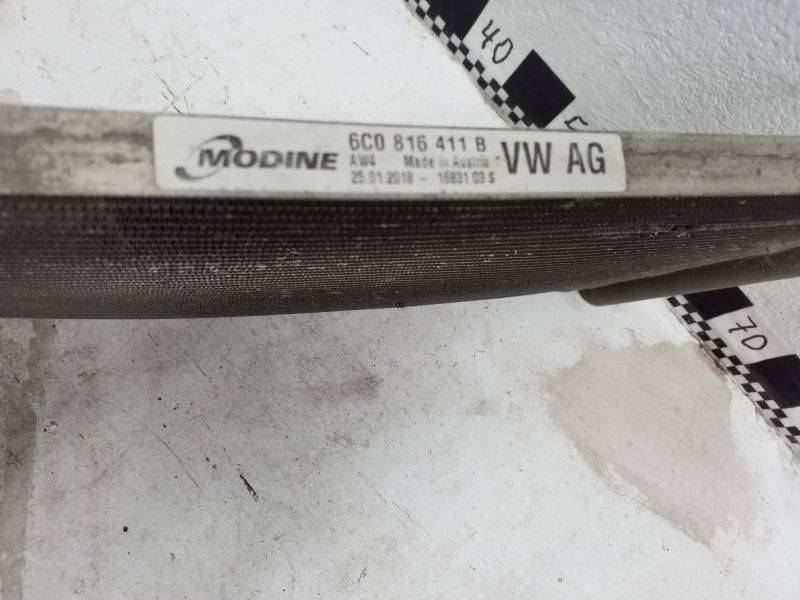 40
MODINE
6C0 816 411 B
AW4 Made in Austria
25.01.2018 - 16831 03 S
VW AG
70